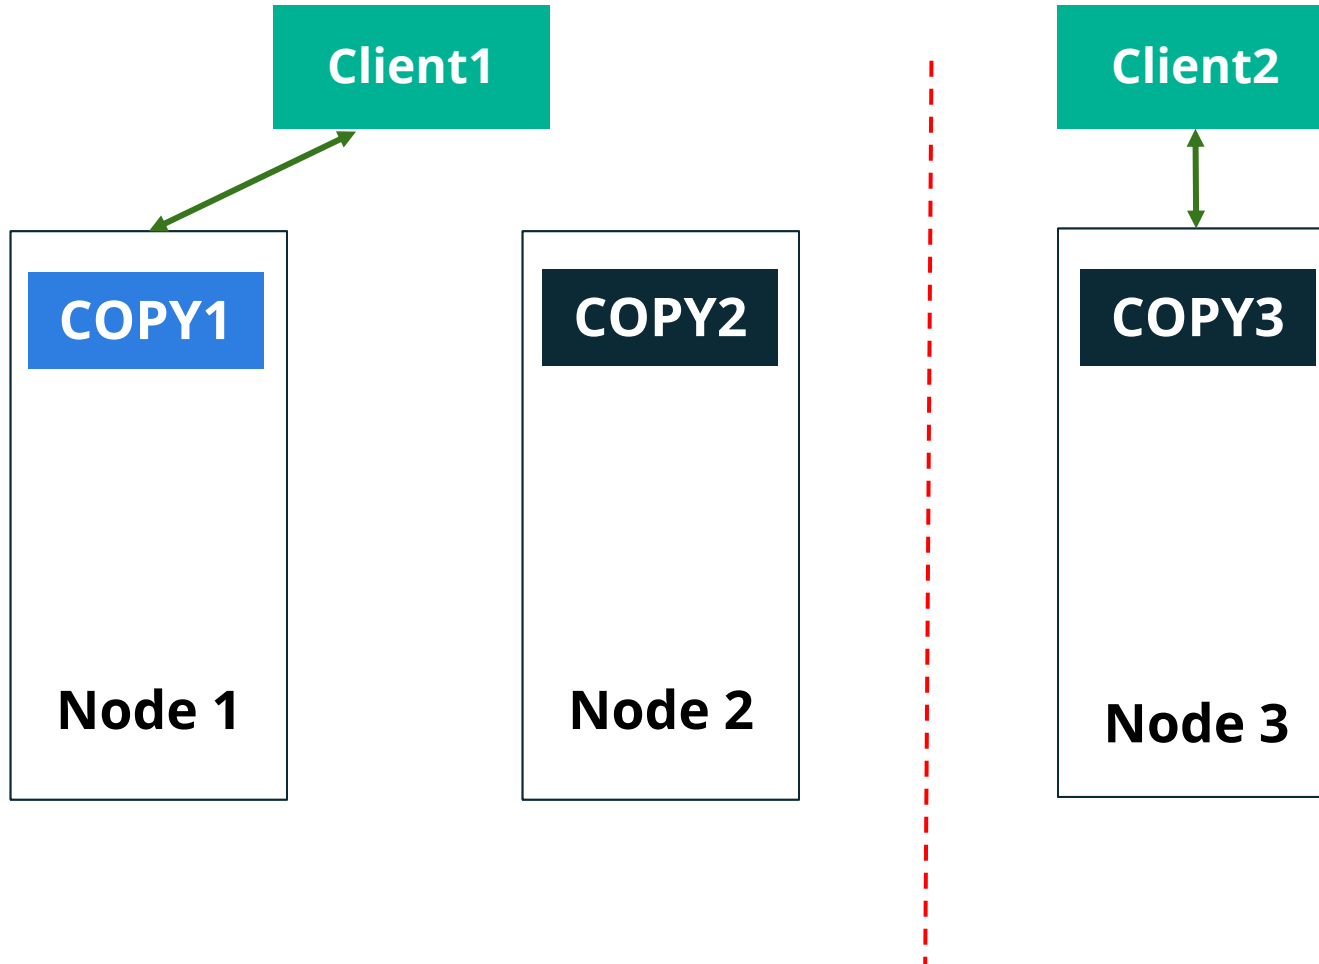 Client1
Client2
COPY1
COPY2
COPY3
Node 1
Node 2
Node 3